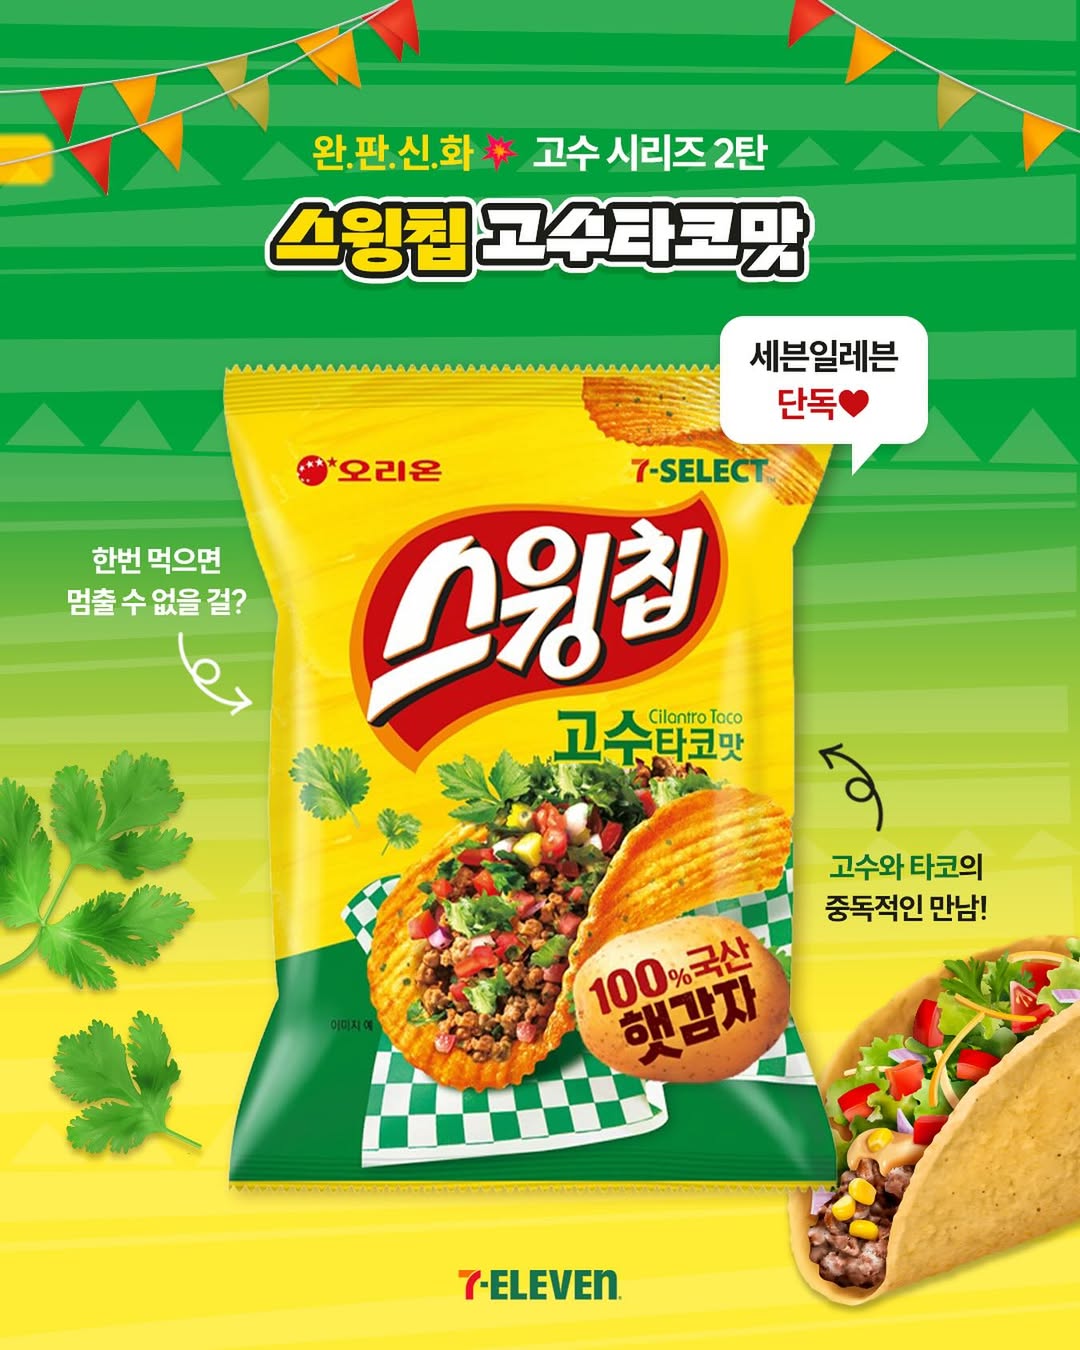 완.판.신.화 고수 시리즈 2탄
스윙칩 고수타코맛
세븐일레븐
단독
오리온
7-SELECT
스윙칩
한번 먹으면
멈출 수 없을 걸?
Cilantro Taco
고수타코맛
고수와 타코의
중독적인 만남!
100%국산
햇감자
이미지 예
7-ELEVEn